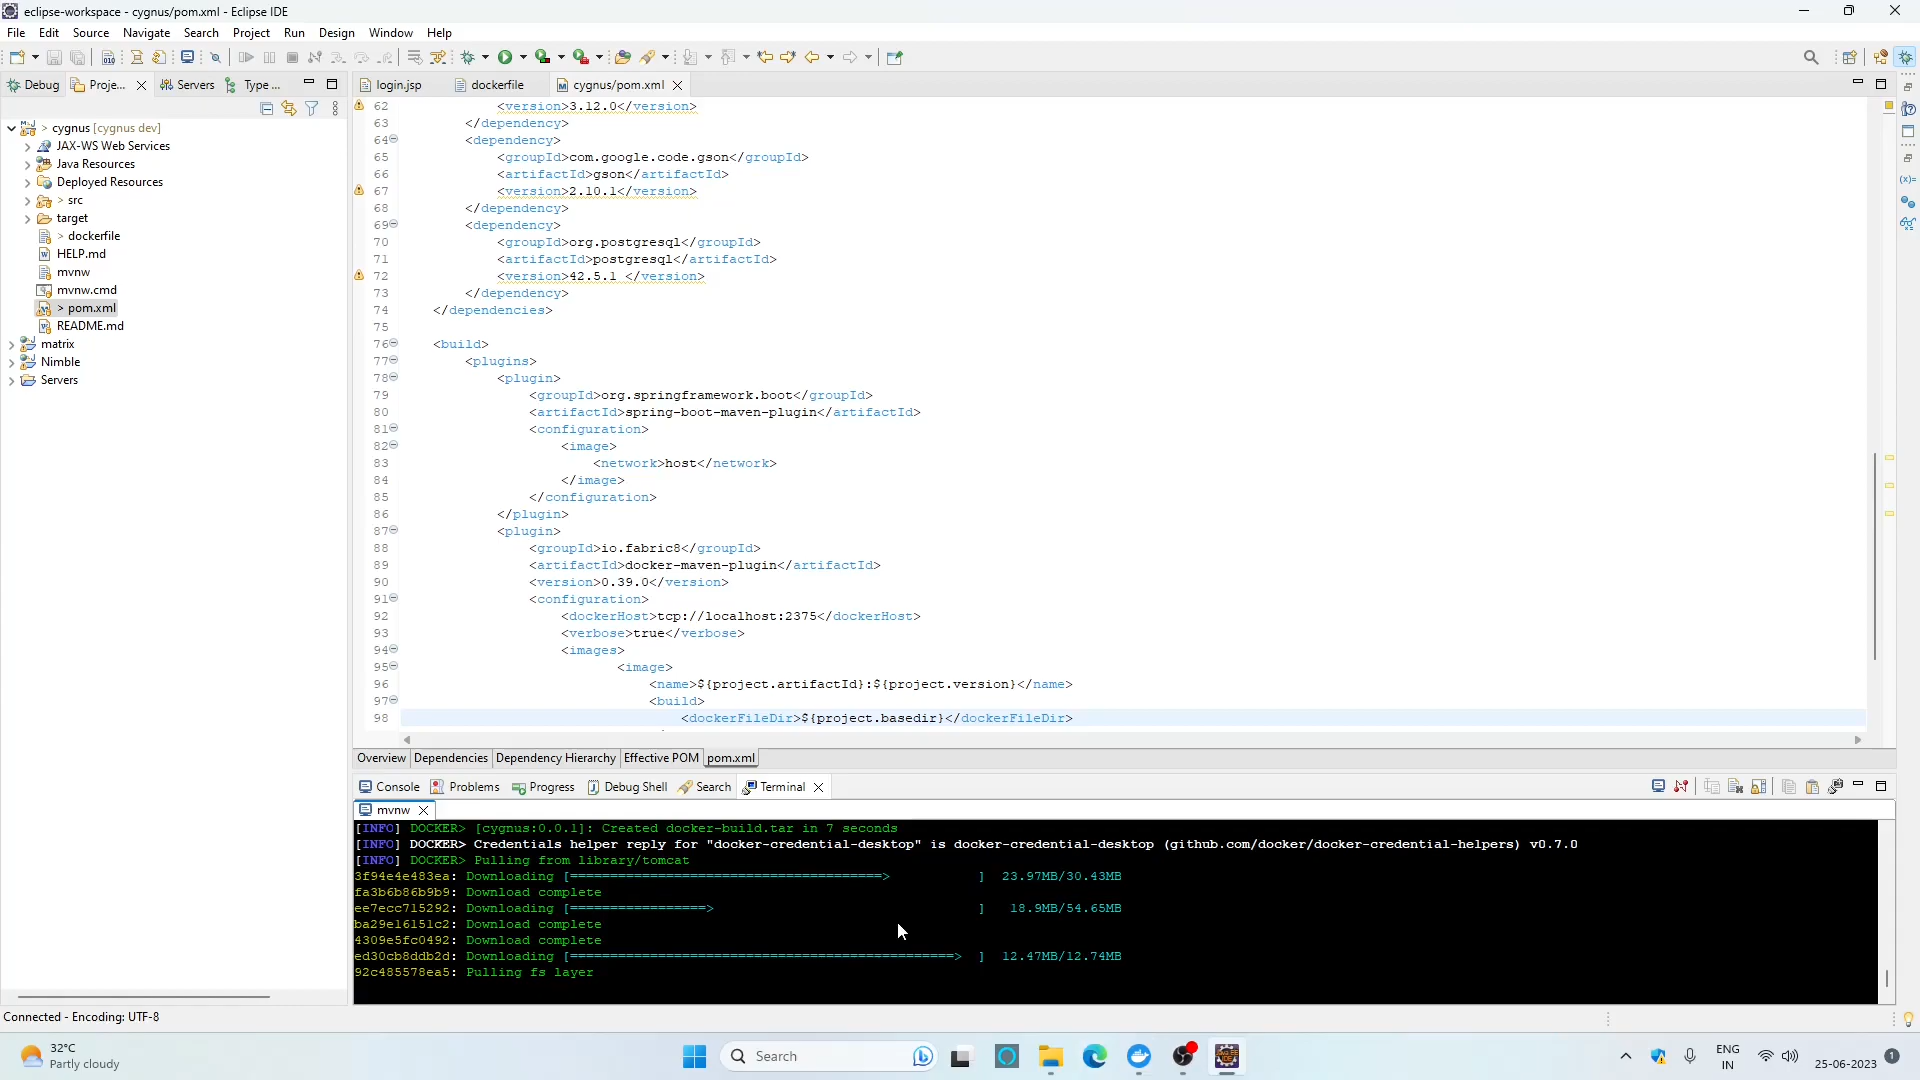 eclipse-workspace - cygnus/pom.xml - Eclipse IDE
File Edit Source Navigate Search Project Run Design Window Help
Debug Proje... Servers Type ... login.jsp dockerfile cygnus/pom.xml
cygnus [cygnus dev]
JAX-WS Web Services
Java Resources
Deployed Resources
> src
target
> dockerfile
HELP.md
mvnw
mvnw.cmd
> pom.xml
README.md
matrix
Nimble
Servers
62 <version>3.12.0</version>
63 </dependency>
64 <dependency>
65 <groupId>com.google.code.gson</groupId>
66 <artifactId>gson</artifactId>
67 <version>2.10.1</version>
68 </dependency>
69 <dependency>
70 <groupId>org.postgresql</groupId>
71 <artifactId>postgresql</artifactId>
72 <version>42.5.1 </version>
73 </dependency>
74 </dependencies>
75
76 <build>
77 <plugins>
78 <plugin>
79 <groupId>org.springframework.boot</groupId>
80 <artifactId>spring-boot-maven-plugin</artifactId>
81 <configuration>
82 <image>
83 <network>host</network>
84 </image>
85 </configuration>
86 </plugin>
87 <plugin>
88 <groupId>io.fabric8</groupId>
89 <artifactId>docker-maven-plugin</artifactId>
90 <version>0.39.0</version>
91 <configuration>
92 <dockerHost>tcp://localhost:2375</dockerHost>
93 <verbose>true</verbose>
94 <images>
95 <image>
96 <name>${project.artifactId}:${project.version}</name>
97 <build>
98 <dockerFileDir>${project.basedir}</dockerFileDir>
Overview Dependencies Dependency Hierarchy Effective POM pom.xml
Console Problems Progress Debug Shell Search Terminal
mvnw
[INFO] DOCKER> [cygnus:0.0.1]: Created docker-build.tar in 7 seconds
[INFO] DOCKER> Credentials helper reply for "docker-credential-desktop" is docker-credential-desktop (github.com/docker/docker-credential-helpers) v0.7.0
[INFO] DOCKER> Pulling from library/tomcat
3f94e4e483ea: Downloading [=======================================> ] 23.97MB/30.43MB
fa3b6b86b9b9: Download complete
ee7ecc715292: Downloading [=================> ] 18.9MB/54.65MB
ba29e16151c2: Download complete
4309e5fc0492: Download complete
ed30cb8ddb2d: Downloading [================================================> ] 12.47MB/12.74MB
92c485578ea5: Pulling fs layer
Connected - Encoding: UTF-8
32°C
Partly cloudy
Search
ENG
IN
25-06-2023
1